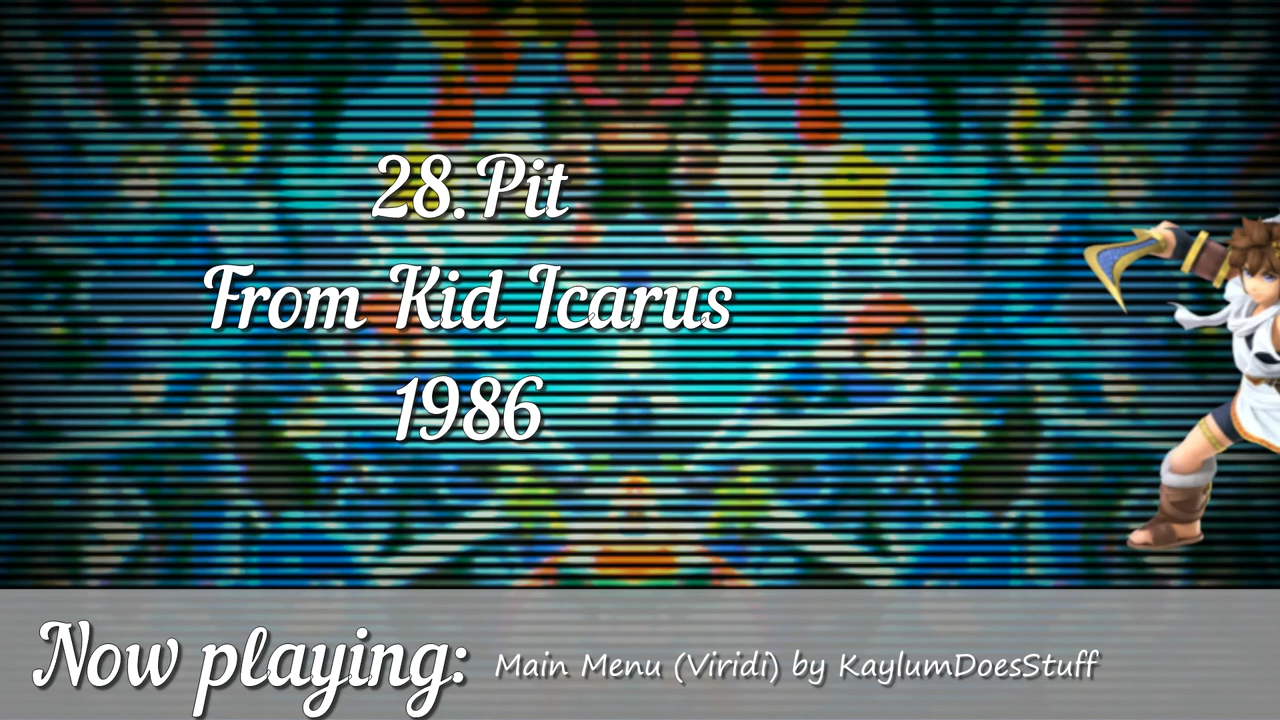 28. Pit
From Kid Icarus
1986
Now playing: Main Menu (Viridi) by KaylumDoesStuff